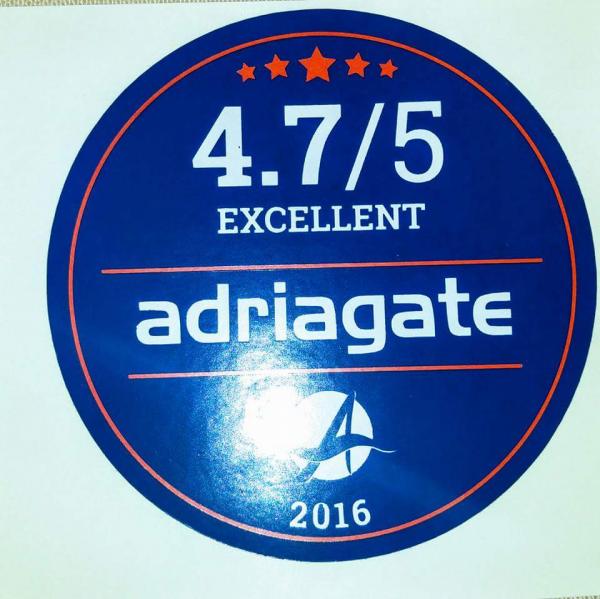 4.7/5
EXCELLENT
adriagate
2016